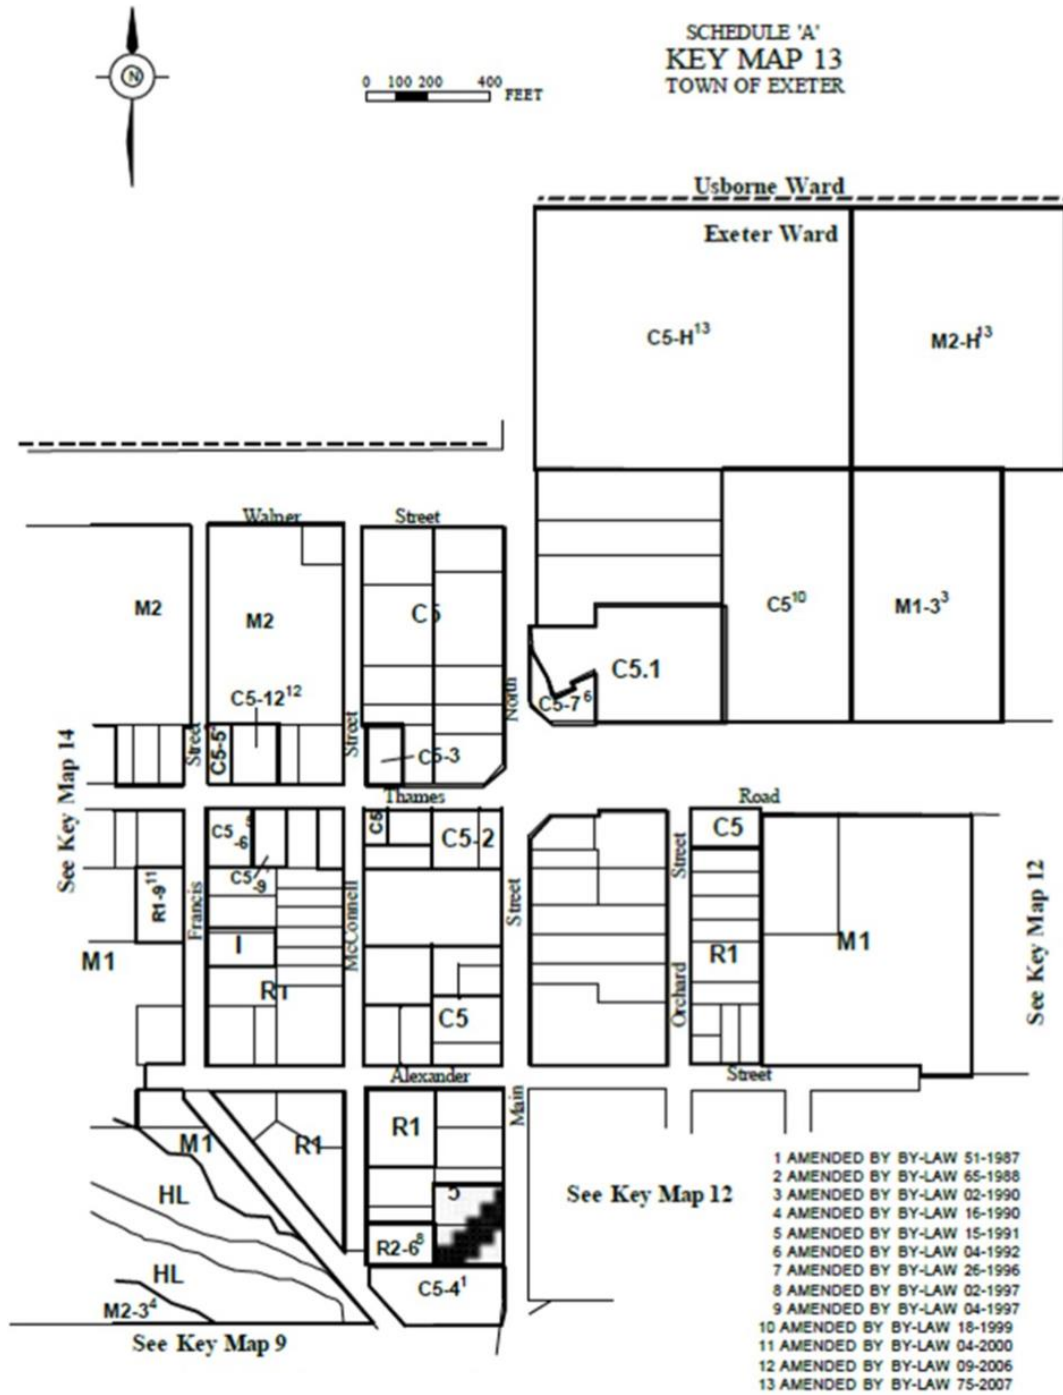 SCHEDULE 'A'
KEY MAP 13
TOWN OF EXETER
N
0 100 200 400
FEET
Usborne Ward
Exeter Ward
C5-H13
M2-H13
Walner Street
M2
M2
C5
C510
M1-33
C5.1
C5-1212
C5-76
North
Street
Street
C5-5
C5-3
See Key Map 14
Thames Road
C5
-6
C5
C5-2
C5
C5
-9
Street
R1-911
Francis
McConnell
Street
I
M1
R1
C5
Orchard
R1
M1
See Key Map 12
Alexander Street
Main
R1
M1
R1
HL
5
See Key Map 12
R2-68
HL
C5-41
M2-34
See Key Map 9
1 AMENDED BY BY-LAW 51-1987
2 AMENDED BY BY-LAW 65-1988
3 AMENDED BY BY-LAW 02-1990
4 AMENDED BY BY-LAW 16-1990
5 AMENDED BY BY-LAW 15-1991
6 AMENDED BY BY-LAW 04-1992
7 AMENDED BY BY-LAW 26-1996
8 AMENDED BY BY-LAW 02-1997
9 AMENDED BY BY-LAW 04-1997
10 AMENDED BY BY-LAW 18-1999
11 AMENDED BY BY-LAW 04-2000
12 AMENDED BY BY-LAW 09-2006
13 AMENDED BY BY-LAW 75-2007